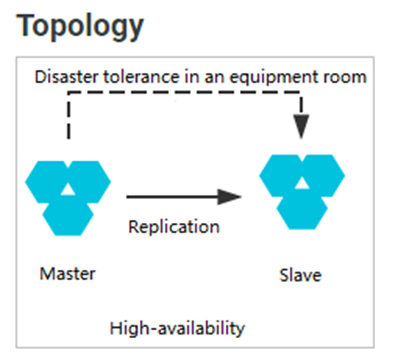 Topology
Disaster tolerance in an equipment room
Replication
Master
Slave
High-availability